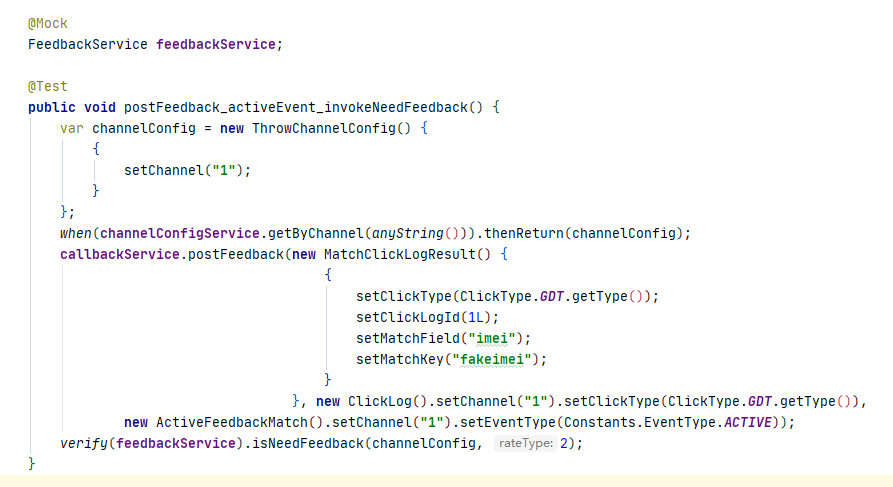 @Mock
FeedbackService feedbackService;
@Test
public void postFeedback_activeEvent_invokeNeedFeedback() {
var channelConfig = new ThrowChannelConfig() {
{
setChannel("1");
}
};
when(channelConfigService.getByChannel(anyString())).thenReturn(channelConfig);
callbackService.postFeedback(new MatchClickLogResult() {
{
setClickType(ClickType.GDT.getType());
setClickLogId(1L);
setMatchField("imei");
setMatchKey("fakeimei");
}
}, new ClickLog().setChannel("1").setClickType(ClickType.GDT.getType()),
new ActiveFeedbackMatch().setChannel("1").setEventType(Constants.EventType.ACTIVE));
verify(feedbackService).isNeedFeedback(channelConfig, rateType: 2);
}